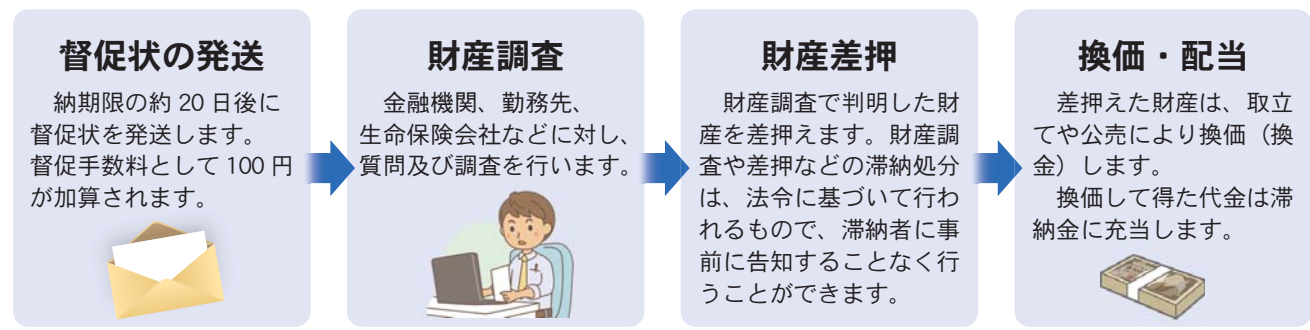 督促状の発送
納期限の約 20 日後に
督促状を発送します。
督促手数料として 100 円
が加算されます。
財産調査
金融機関、勤務先、
生命保険会社などに対し、
質問及び調査を行います。
財産差押
財産調査で判明した財
産を差押えます。財産調
査や差押などの滞納処分
は、法令に基づいて行わ
れるもので、滞納者に事
前に告知することなく行
うことができます。
換価・配当
差押えた財産は、取立
てや公売により換価（換
金）します。
換価して得た代金は滞
納金に充当します。